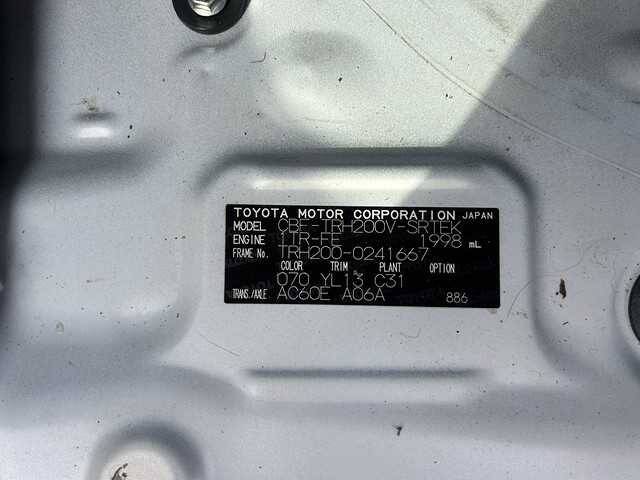 TOYOTA MOTOR CORPORATION JAPAN
MODEL CBF-TRH200V-SRTEK
ENGINE 1TR-FE 1998 mL
FRAME No. TRH200-0241667
COLOR TRIM PLANT OPTION
070 YL13 C31
TRANS./AXLE AC60E A06A 886